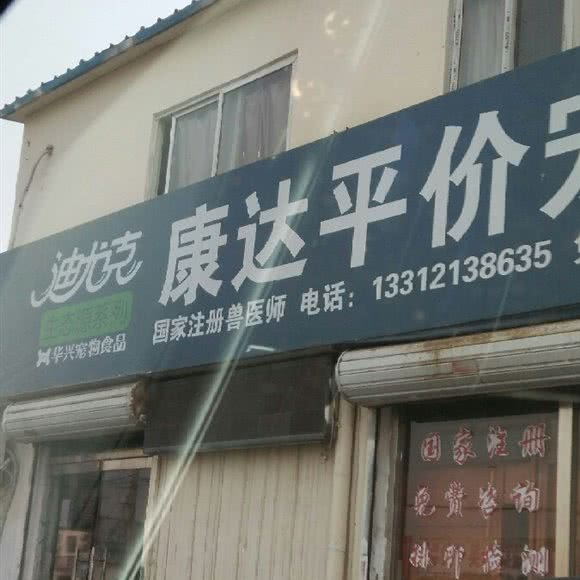 迪尤克
康达平价宠
国家注册兽医师 电话：13312138635
华兴宠物食品
国家注册
免费咨询